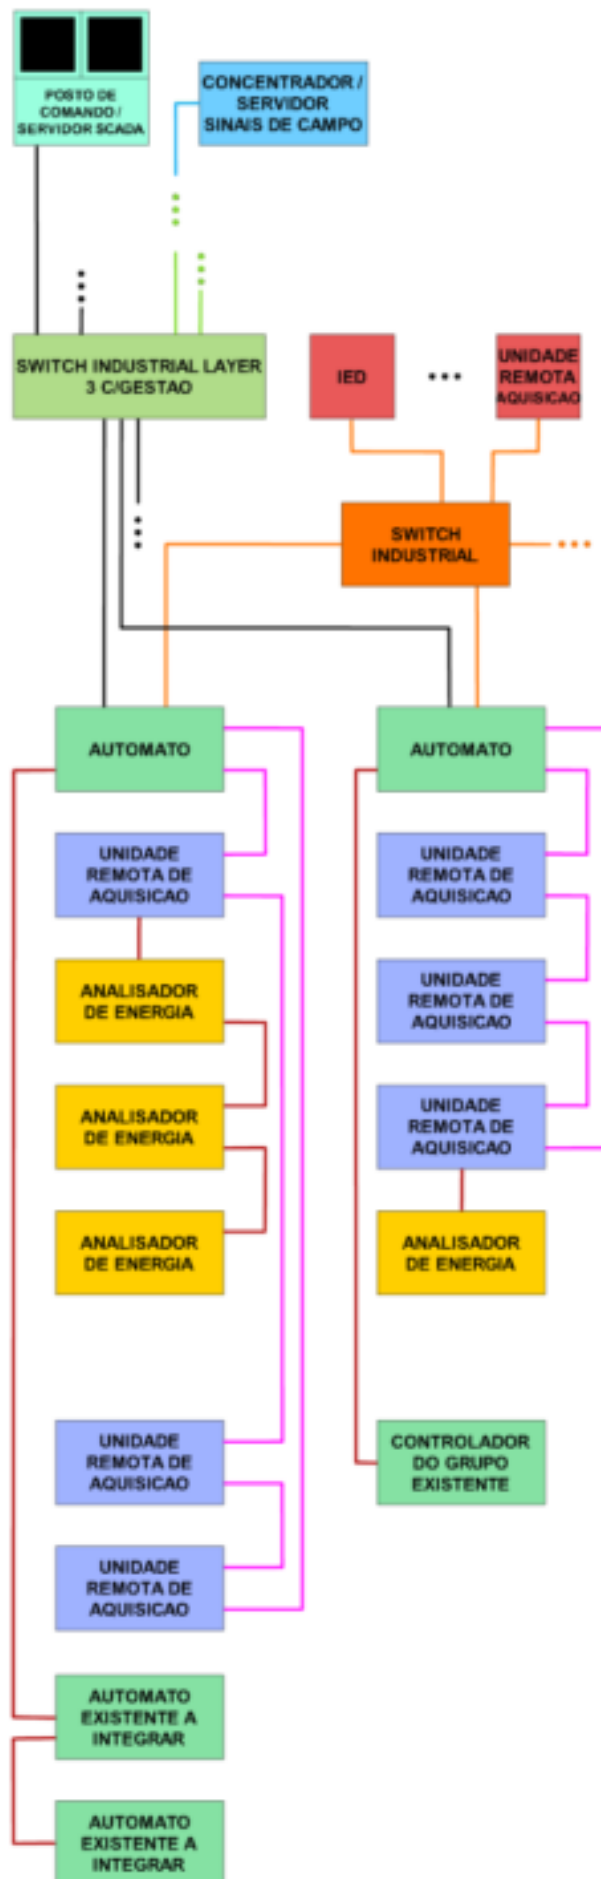 POSTO DE
COMANDO /
SERVIDOR SCADA
CONCENTRADOR /
SERVIDOR
SINAIS DE CAMPO
SWITCH INDUSTRIAL LAYER
3 C/GESTAO
IED
UNIDADE
REMOTA
AQUISICAO
SWITCH
INDUSTRIAL
AUTOMATO
AUTOMATO
UNIDADE
REMOTA DE
AQUISICAO
UNIDADE
REMOTA DE
AQUISICAO
ANALISADOR
DE ENERGIA
UNIDADE
REMOTA DE
AQUISICAO
ANALISADOR
DE ENERGIA
UNIDADE
REMOTA DE
AQUISICAO
ANALISADOR
DE ENERGIA
ANALISADOR
DE ENERGIA
UNIDADE
REMOTA DE
AQUISICAO
CONTROLADOR
DO GRUPO
EXISTENTE
UNIDADE
REMOTA DE
AQUISICAO
AUTOMATO
EXISTENTE A
INTEGRAR
AUTOMATO
EXISTENTE A
INTEGRAR